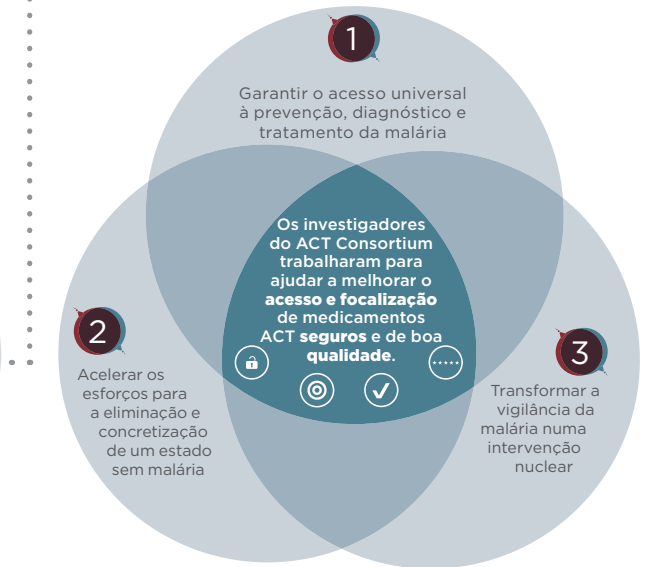 1
Garantir o acesso universal
à prevenção, diagnóstico e
tratamento da malária
Os investigadores
do ACT Consortium
trabalharam para
ajudar a melhorar o
acesso e focalização
de medicamentos
ACT seguros e de boa
qualidade.
2
Acelerar os
esforços para
a eliminação e
concretização
de um estado
sem malária
3
Transformar a
vigilância da
malária numa
intervenção
nuclear